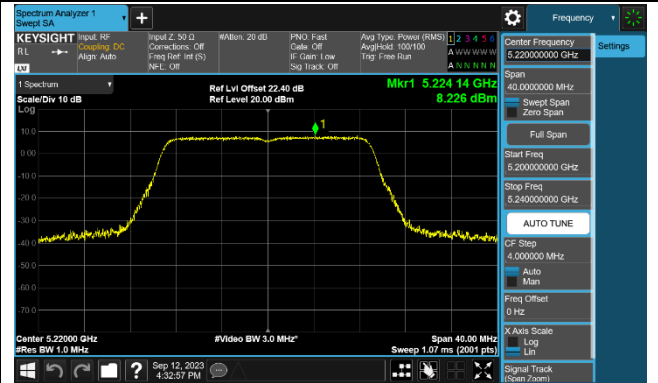 Spectrum Analyzer 1
Swept SA
+
Frequency
KEYSIGHT
Input: RF
Input Z: 50 Ω
#Atten: 20 dB
PNO: Fast
Avg Type: Power (RMS)
1 2 3 4 5 6
RL
Coupling: DC
Corrections: Off
Gate: Off
Avg|Hold: 100/100
A W W W W W
Align: Auto
Freq Ref: Int (S)
IF Gain: Low
Trig: Free Run
LXI
NFE: Off
Sig Track: Off
A N N N N N
1 Spectrum
Ref Lvl Offset 22.40 dB
Mkr1 5.224 14 GHz
Scale/Div 10 dB
Ref Level 20.00 dBm
8.226 dBm
Log
1
10.0
0.00
-10.0
-20.0
-30.0
-40.0
-50.0
-60.0
-70.0
Center 5.22000 GHz
#Video BW 3.0 MHz*
Span 40.00 MHz
#Res BW 1.0 MHz
Sweep 1.07 ms (2001 pts)
Center Frequency
5.220000000 GHz
Settings
Span
40.0000000 MHz
Swept Span
Zero Span
Full Span
Start Freq
5.200000000 GHz
Stop Freq
5.240000000 GHz
AUTO TUNE
CF Step
4.000000 MHz
Auto
Man
Freq Offset
0 Hz
X Axis Scale
Log
Lin
Signal Track
(Span Zoom)
?
Sep 12, 2023
4:32:57 PM